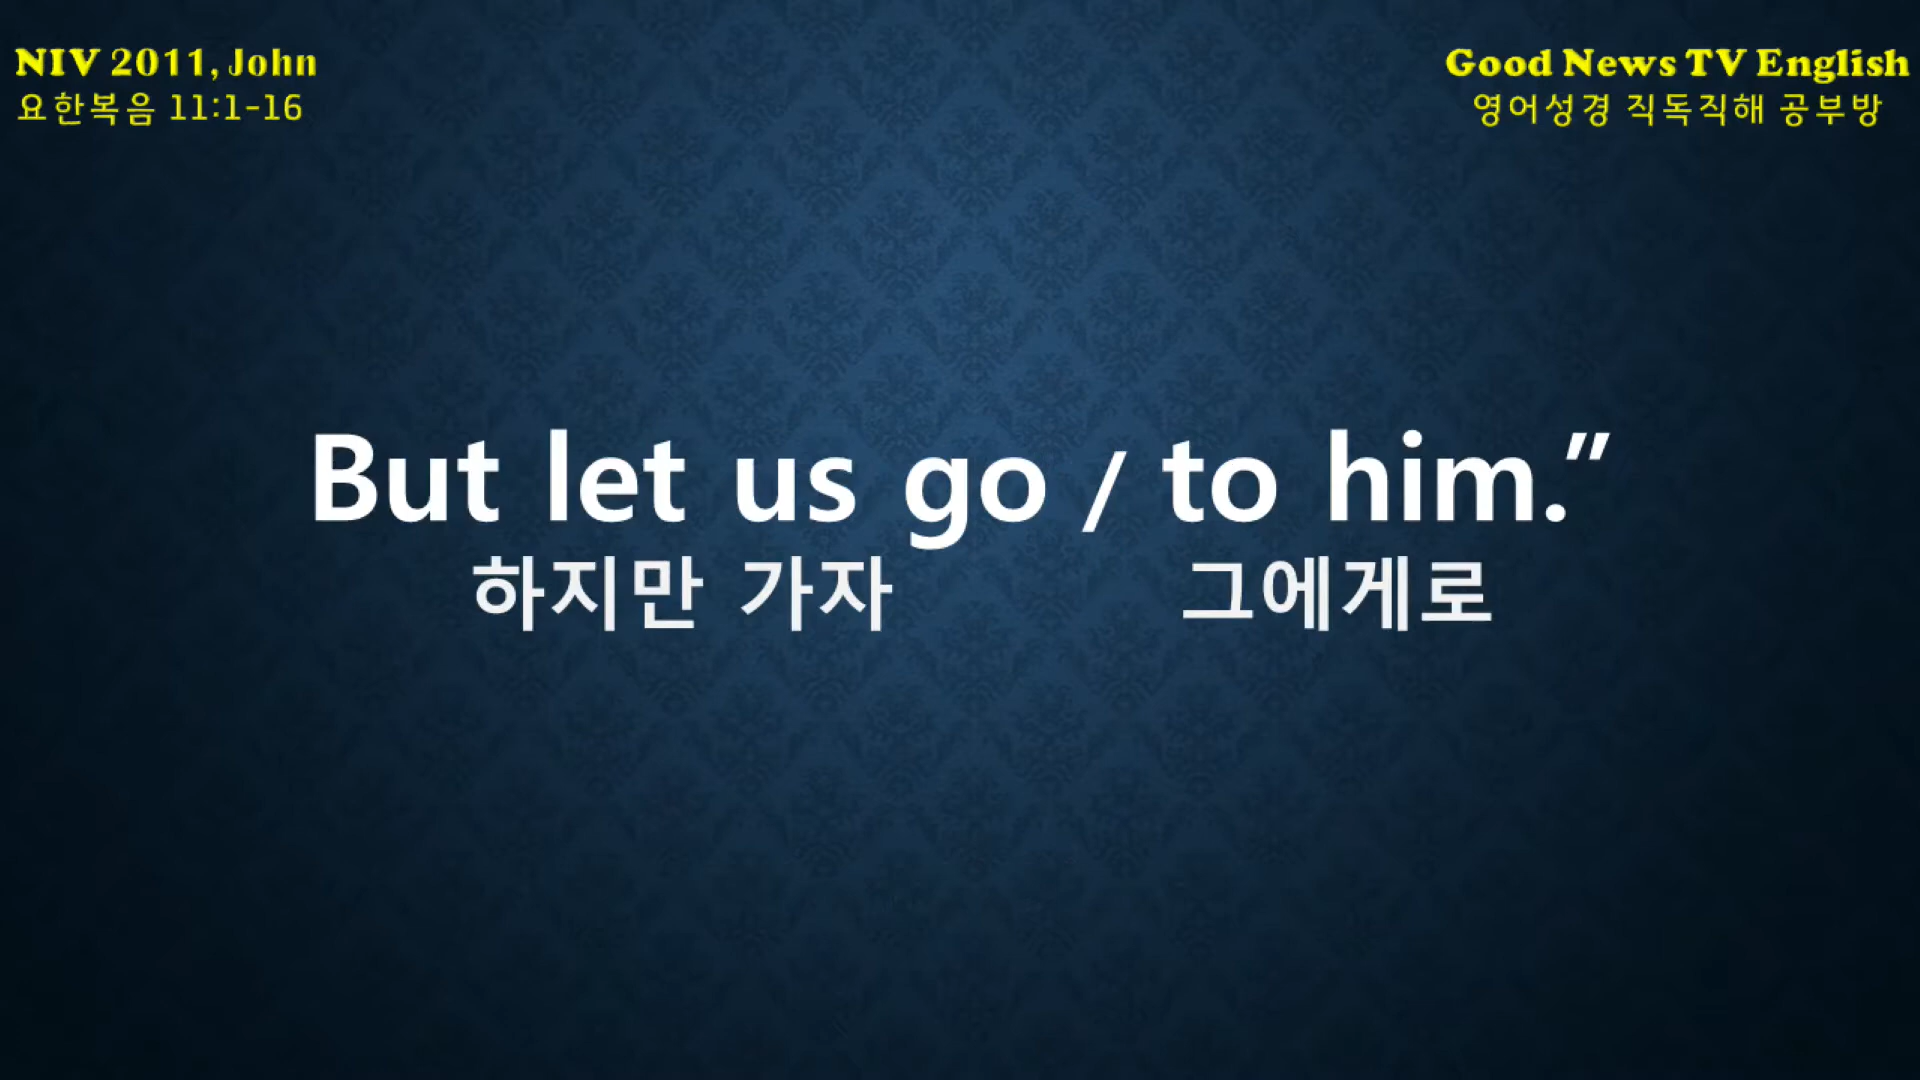 NIV 2011, John
요한복음 11:1-16
Good News TV English
영어성경 직독직해 공부방
But let us go / to him.”
하지만 가자 그에게로